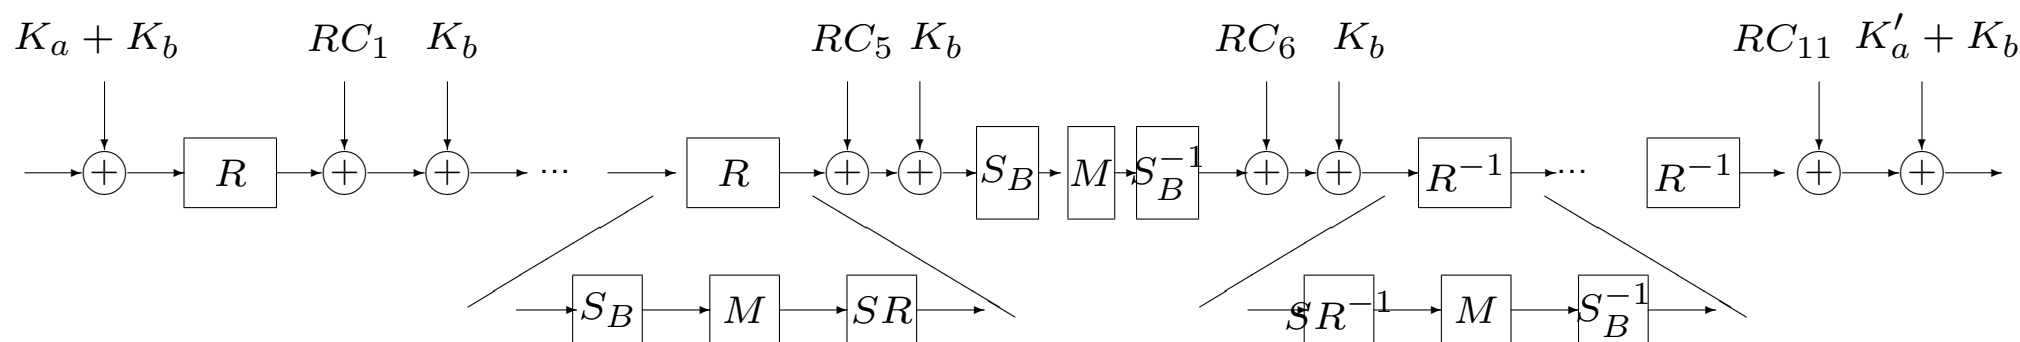 K_a + K_b RC_1 K_b RC_5 K_b RC_6 K_b RC_11 K'_a + K_b
+ R + + ... R + + S_B M S_B^{-1} + + R^{-1} ... R^{-1} + +
S_B M SR SR^{-1} M S_B^{-1}